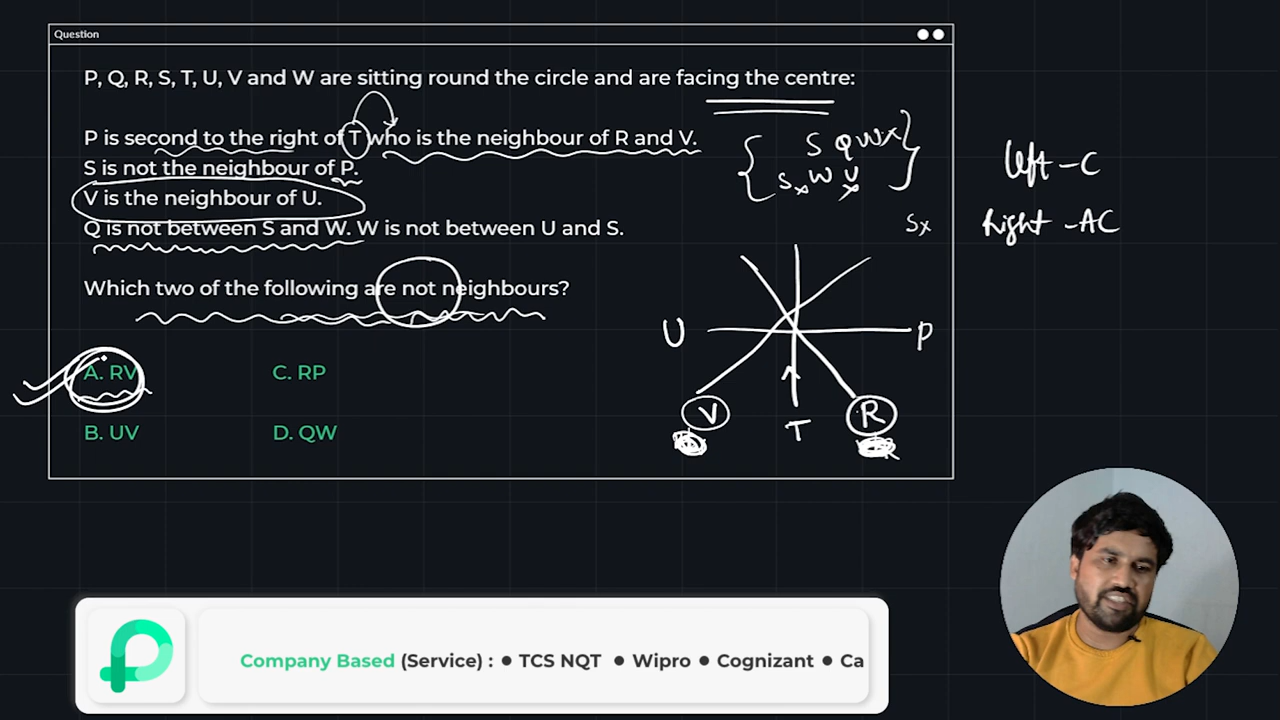 Question
P, Q, R, S, T, U, V and W are sitting round the circle and are facing the centre:
P is second to the right of T who is the neighbour of R and V.
S is not the neighbour of P.
V is the neighbour of U.
Q is not between S and W. W is not between U and S.
Which two of the following are not neighbours?
A. RV
C. RP
B. UV
D. QW
S Q W x
S x W U x
S x
left - C
Right - AC
U
P
V
T
R
Company Based (Service) : ● TCS NQT ● Wipro ● Cognizant ● Ca